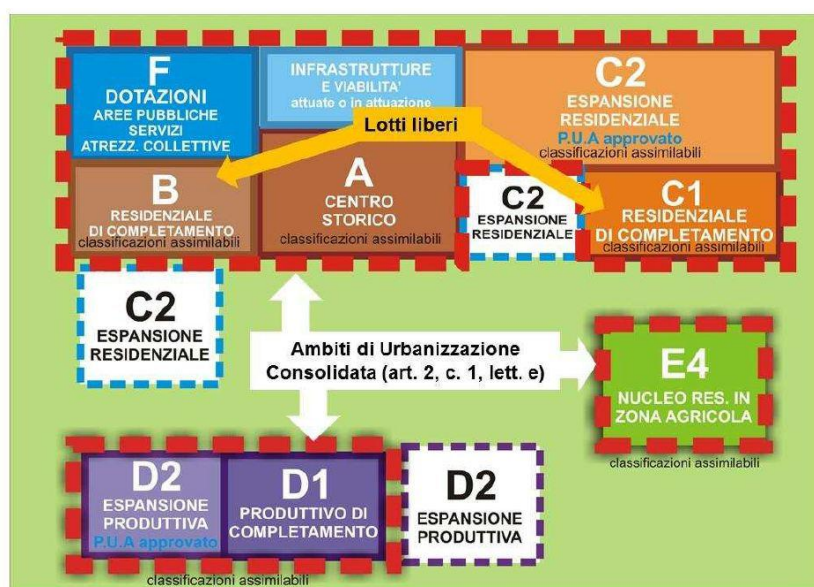 F
DOTAZIONI
AREE PUBBLICHE
SERVIZI
ATREZZ. COLLETTIVE
INFRASTRUTTURE
E VIABILITA'
attuate o in attuazione
C2
ESPANSIONE
RESIDENZIALE
P.U.A approvato
classificazioni assimilabili
Lotti liberi
B
RESIDENZIALE
DI COMPLETAMENTO
classificazioni assimilabili
A
CENTRO
STORICO
classificazioni assimilabili
C2
ESPANSIONE
RESIDENZIALE
C1
RESIDENZIALE
DI COMPLETAMENTO
classificazioni assimilabili
C2
ESPANSIONE
RESIDENZIALE
Ambiti di Urbanizzazione
Consolidata (art. 2, c. 1, lett. e)
E4
NUCLEO RES. IN
ZONA AGRICOLA
classificazioni assimilabili
D2
ESPANSIONE
PRODUTTIVA
P.U.A approvato
D1
PRODUTTIVO DI
COMPLETAMENTO
classificazioni assimilabili
D2
ESPANSIONE
PRODUTTIVA